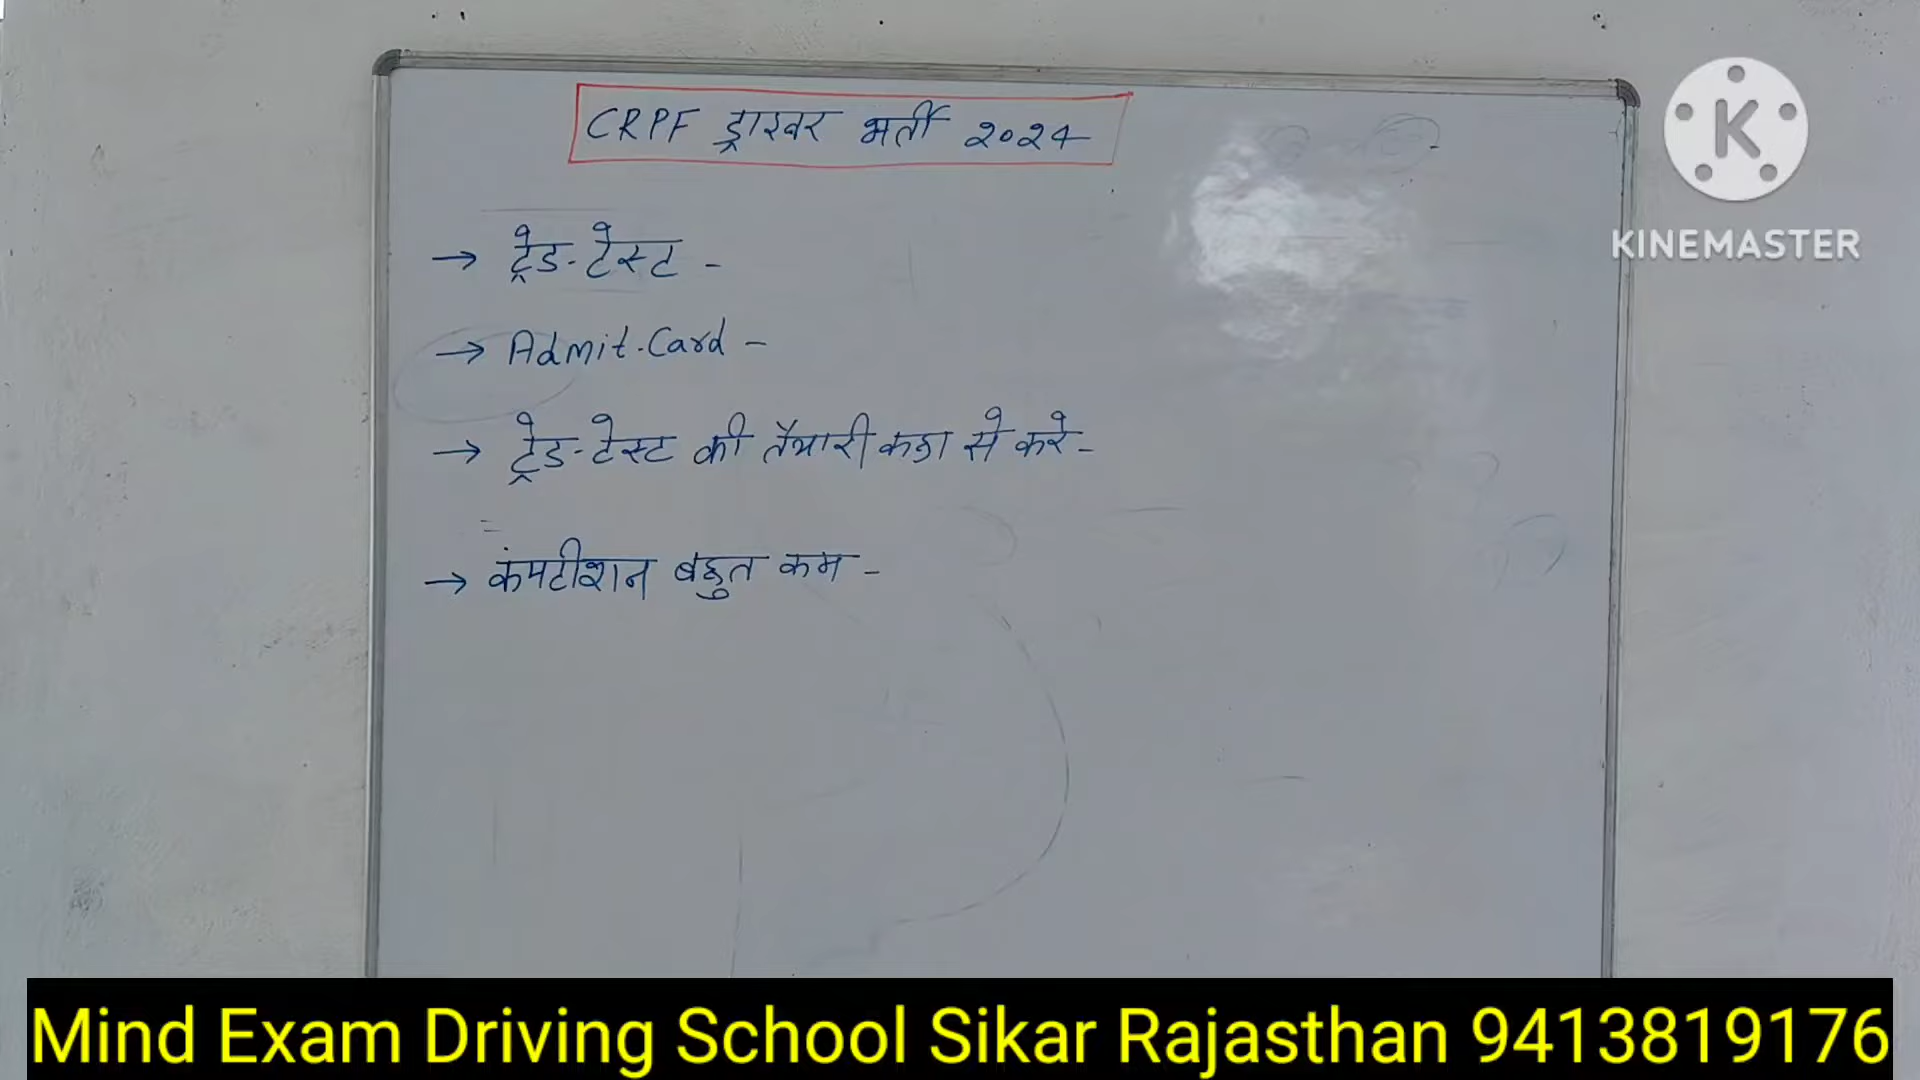 CRPF ड्राइवर भर्ती २०२४
K
KINEMASTER
→ ट्रेड-टेस्ट -
→ Admit.Card -
→ ट्रेड-टेस्ट की तैयारी कहा से करे -
→ कंपटीशन बहुत कम -
Mind Exam Driving School Sikar Rajasthan 9413819176